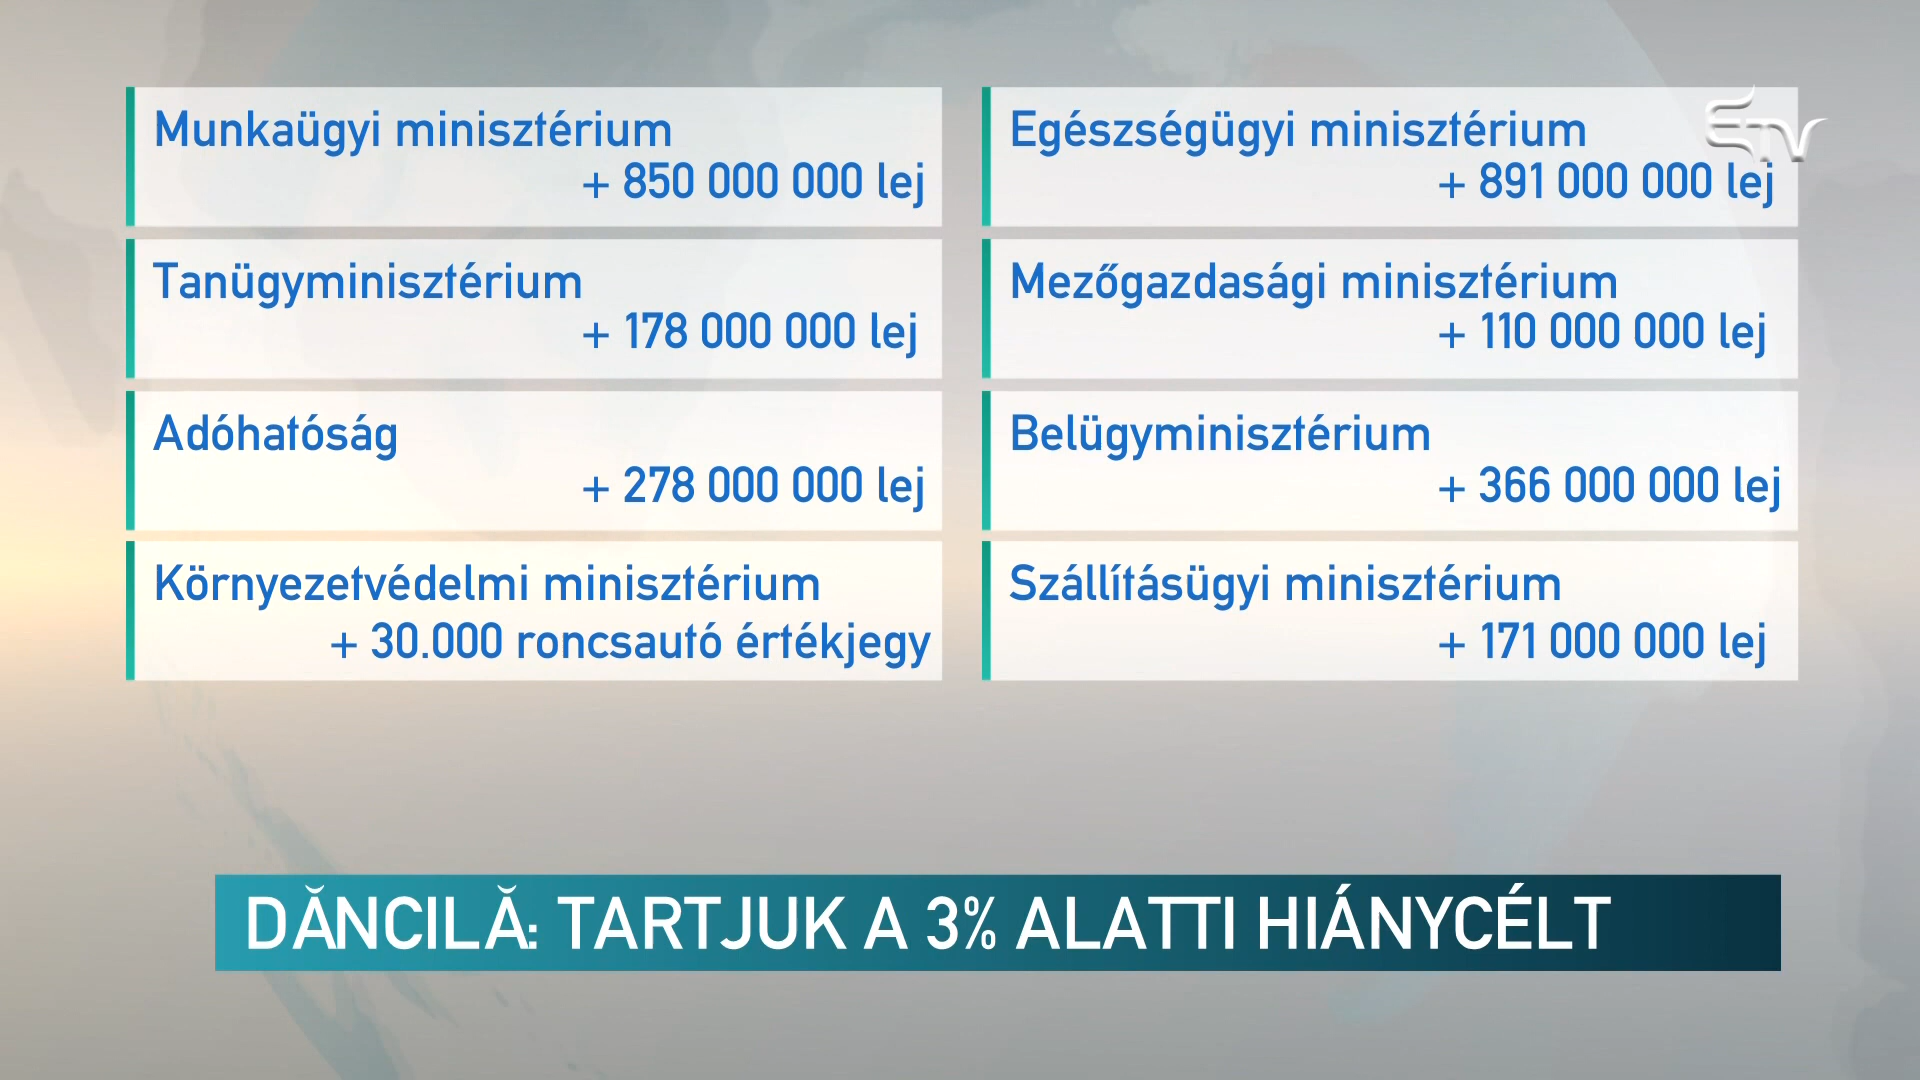 Munkaügyi minisztérium
+ 850 000 000 lej
Egészségügyi minisztérium
+ 891 000 000 lej
Tanügyminisztérium
+ 178 000 000 lej
Mezőgazdasági minisztérium
+ 110 000 000 lej
Adóhatóság
+ 278 000 000 lej
Belügyminisztérium
+ 366 000 000 lej
Környezetvédelmi minisztérium
+ 30.000 roncsautó értékjegy
Szállításügyi minisztérium
+ 171 000 000 lej
ETV
DĂNCILĂ: TARTJUK A 3% ALATTI HIÁNYCÉLT